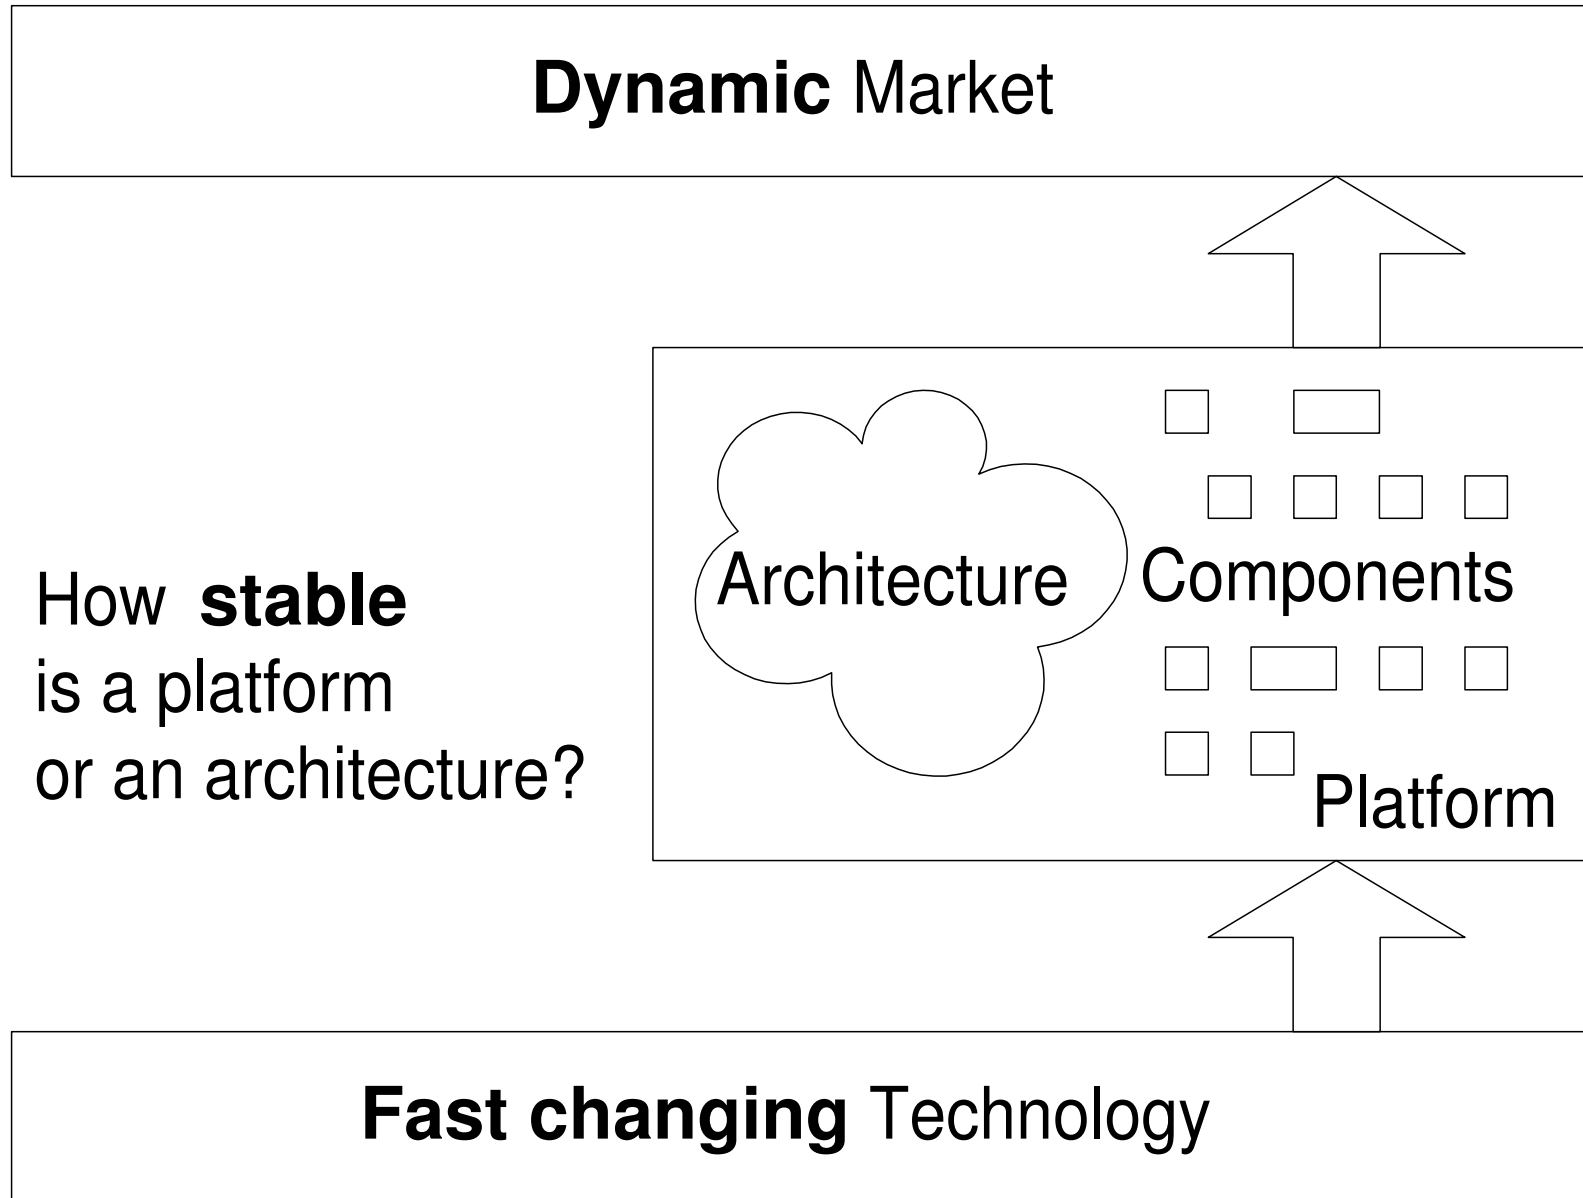 Dynamic Market
Architecture
Components
How stable
is a platform
or an architecture?
Platform
Fast changing Technology